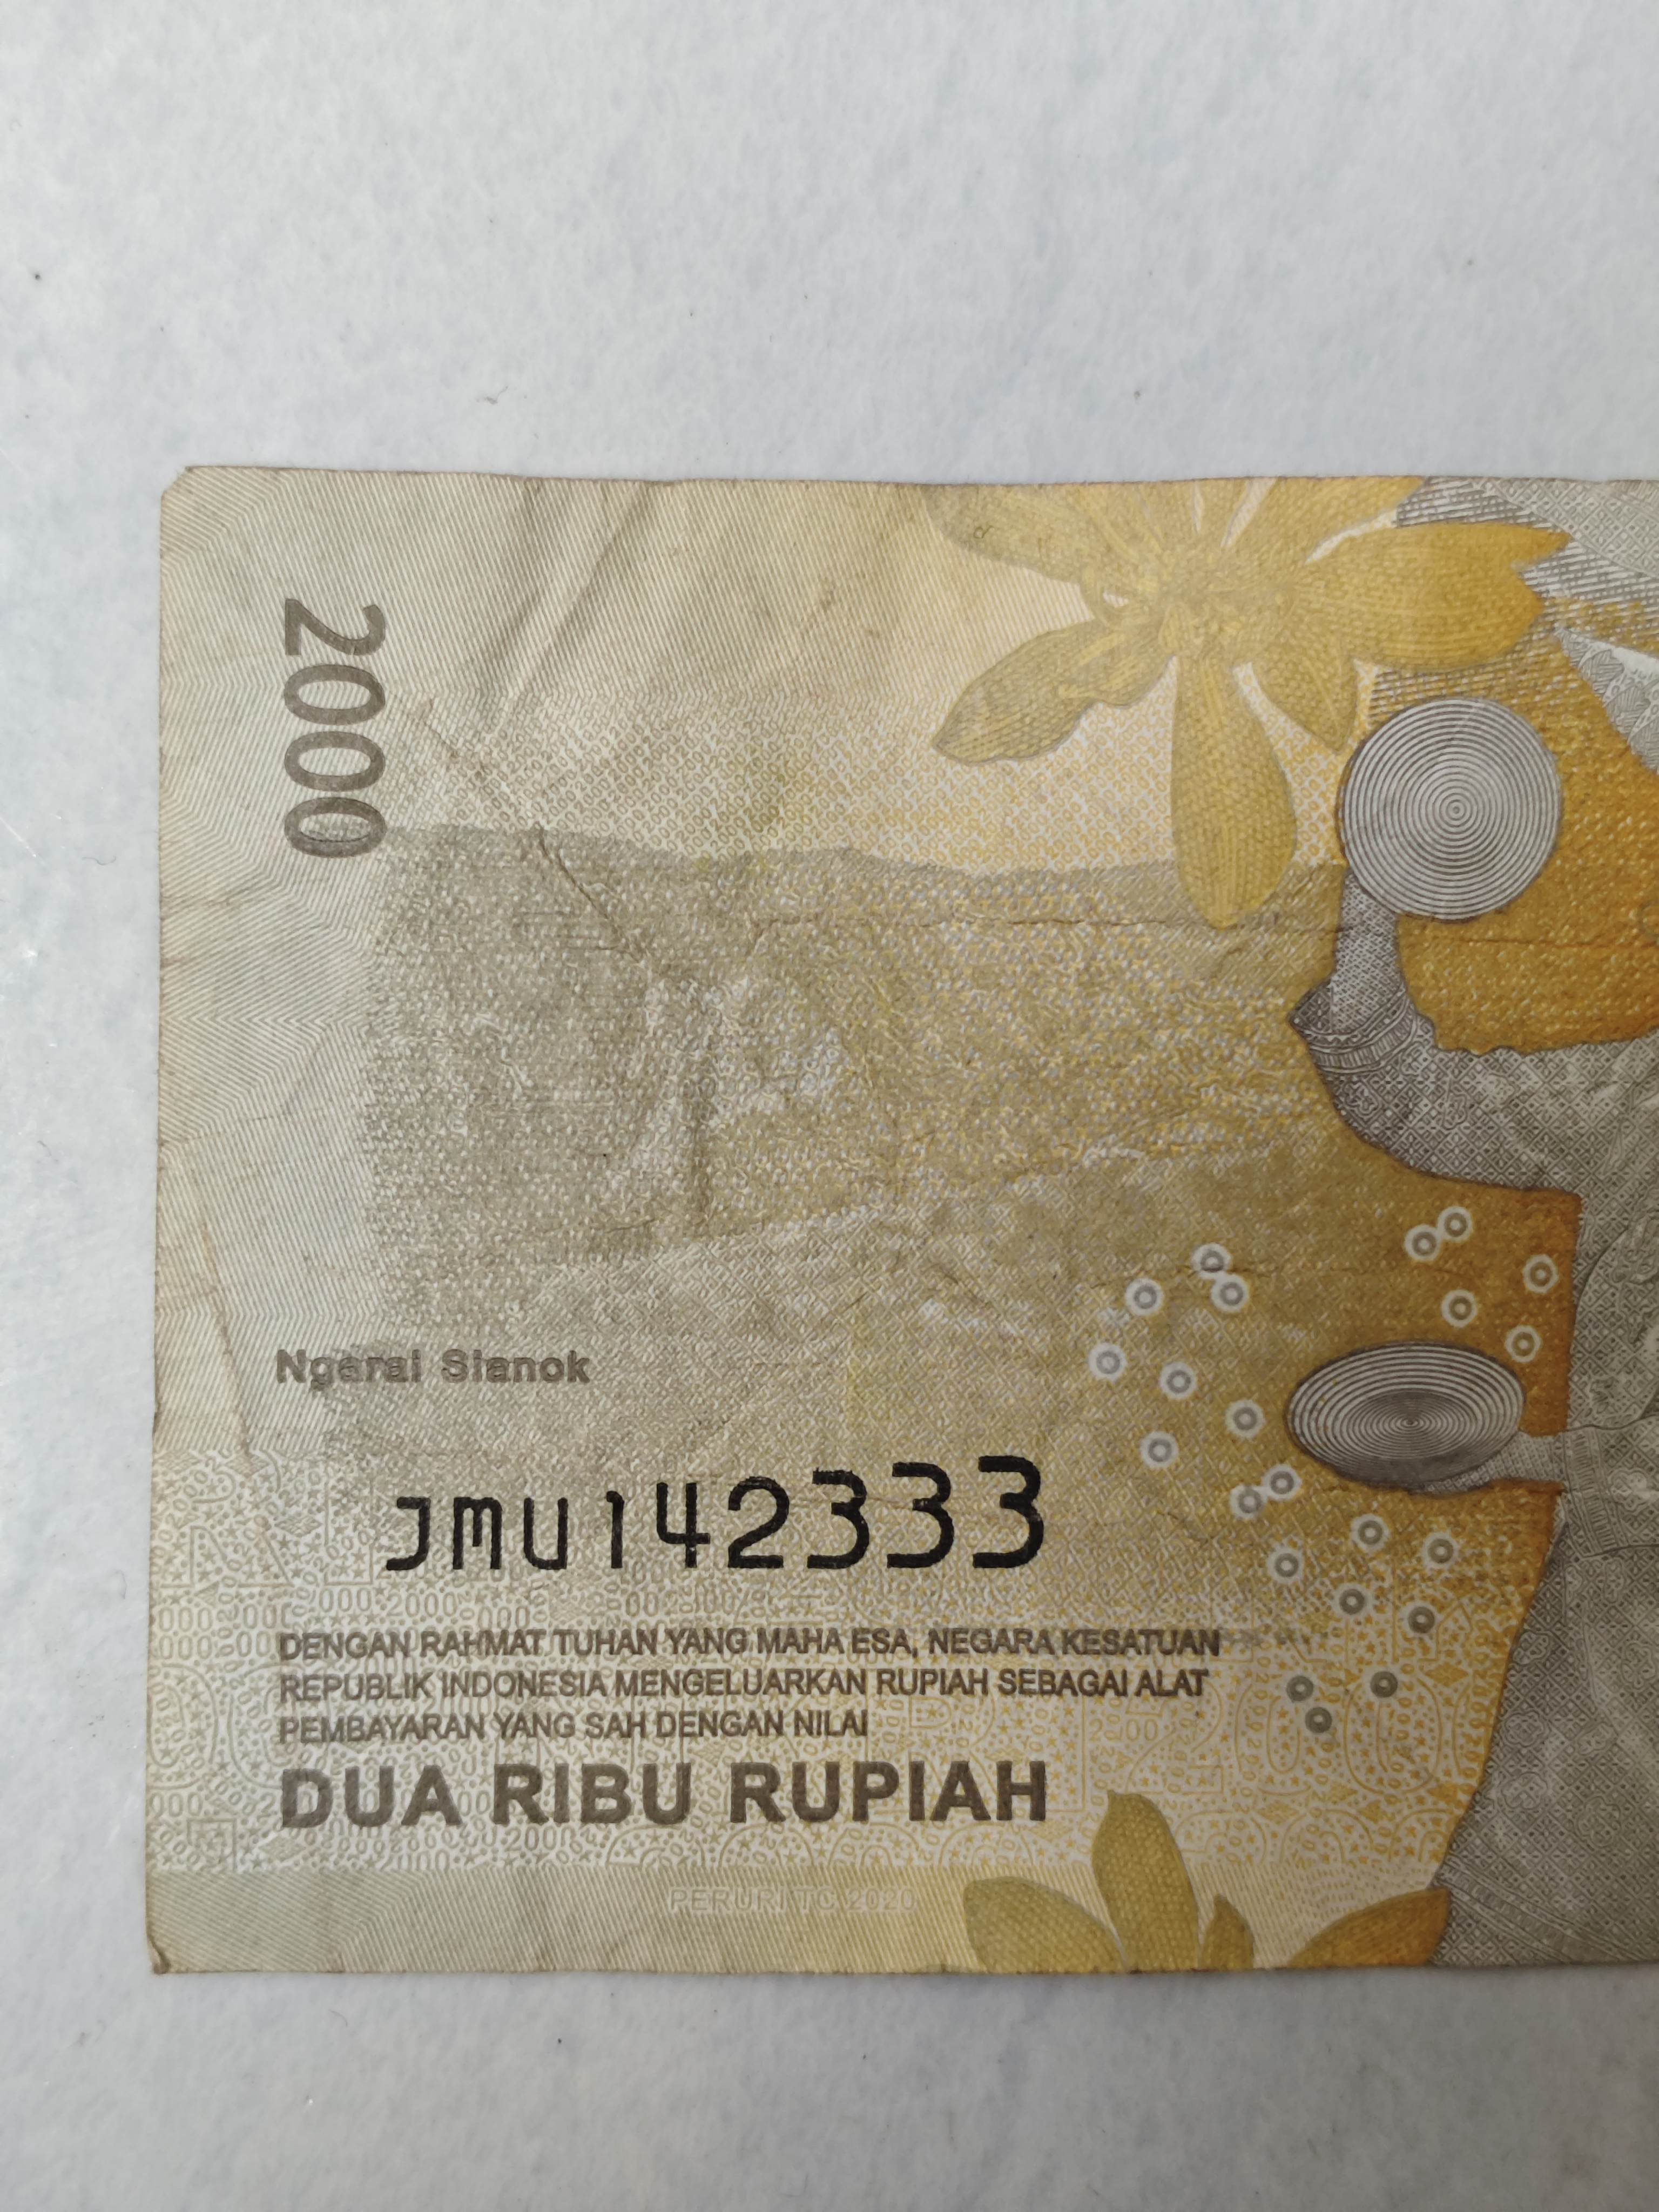 2000
Ngarai Sianok
JMU142333
DENGAN RAHMAT TUHAN YANG MAHA ESA, NEGARA KESATUAN
REPUBLIK INDONESIA MENGELUARKAN RUPIAH SEBAGAI ALAT
PEMBAYARAN YANG SAH DENGAN NILAI
DUA RIBU RUPIAH
PERURI TC 2020